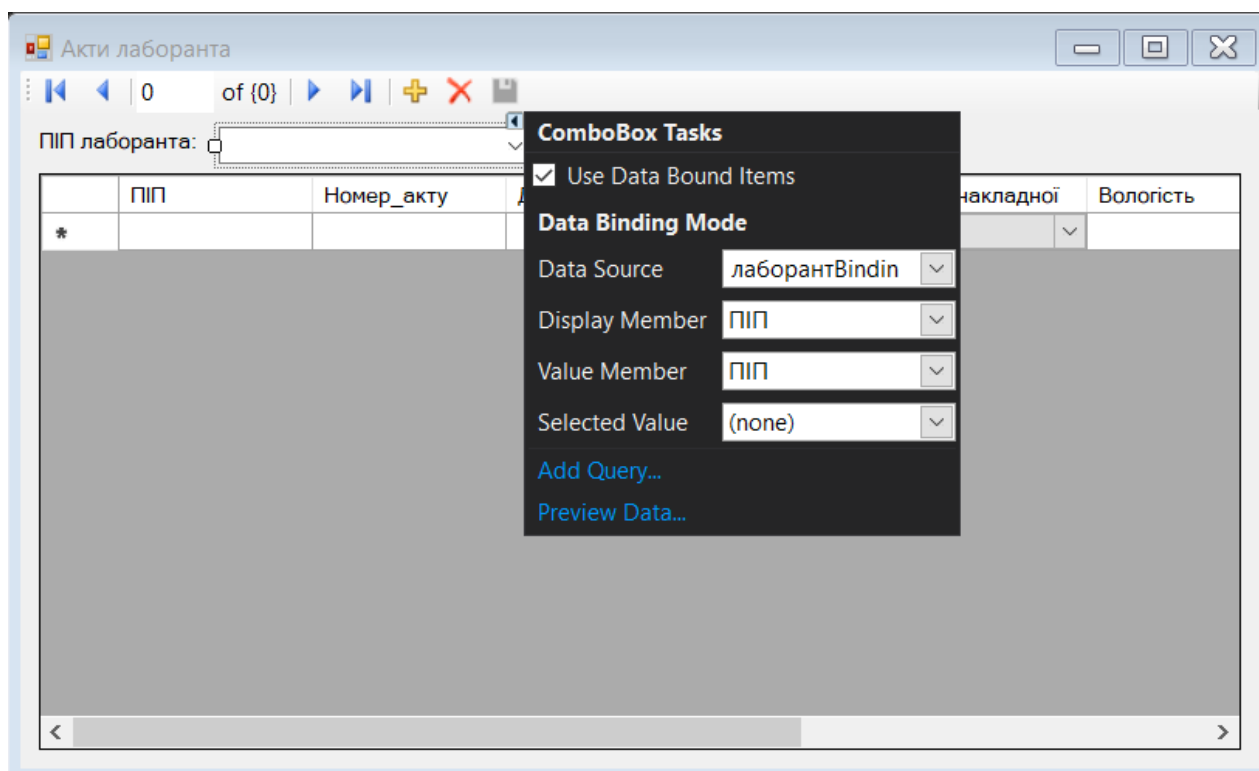 Акти лаборанта
0 of {0}
ПІП лаборанта:
ComboBox Tasks
Use Data Bound Items
ПІП Номер_акту накладної Вологість
*
Data Binding Mode
Data Source лаборантBindin
Display Member ПІП
Value Member ПІП
Selected Value (none)
Add Query...
Preview Data...